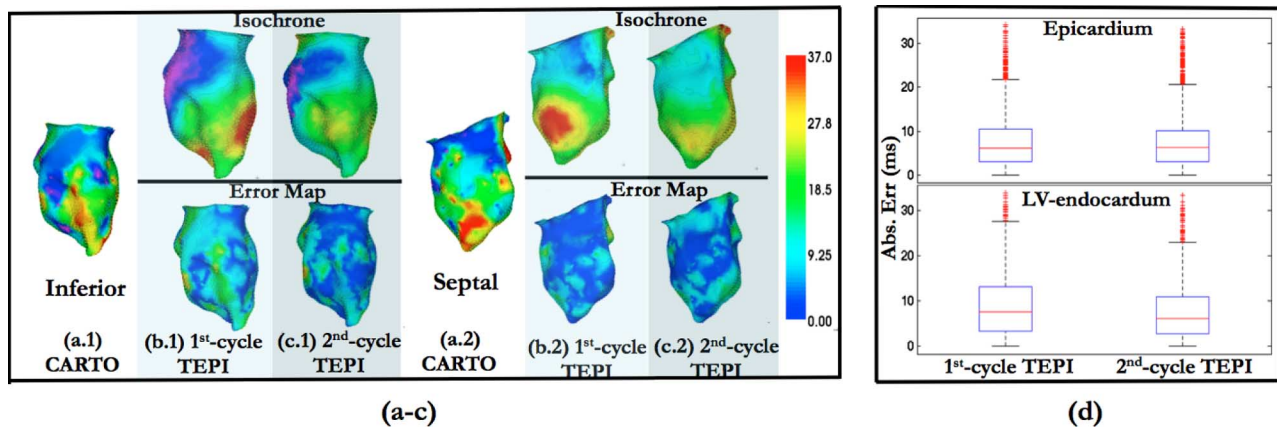 Isochrone
Isochrone
Error Map
Error Map
Inferior
Septal
(a.1)
CARTO
(b.1) 1st-cycle
TEPI
(c.1) 2nd-cycle
TEPI
(a.2)
CARTO
(b.2) 1st-cycle
TEPI
(c.2) 2nd-cycle
TEPI
37.0
27.8
18.5
9.25
0.00
(a-c)
Epicardium
30
20
10
0
Abs. Err (ms)
LV-endocardum
30
20
10
0
1st-cycle TEPI
2nd-cycle TEPI
(d)